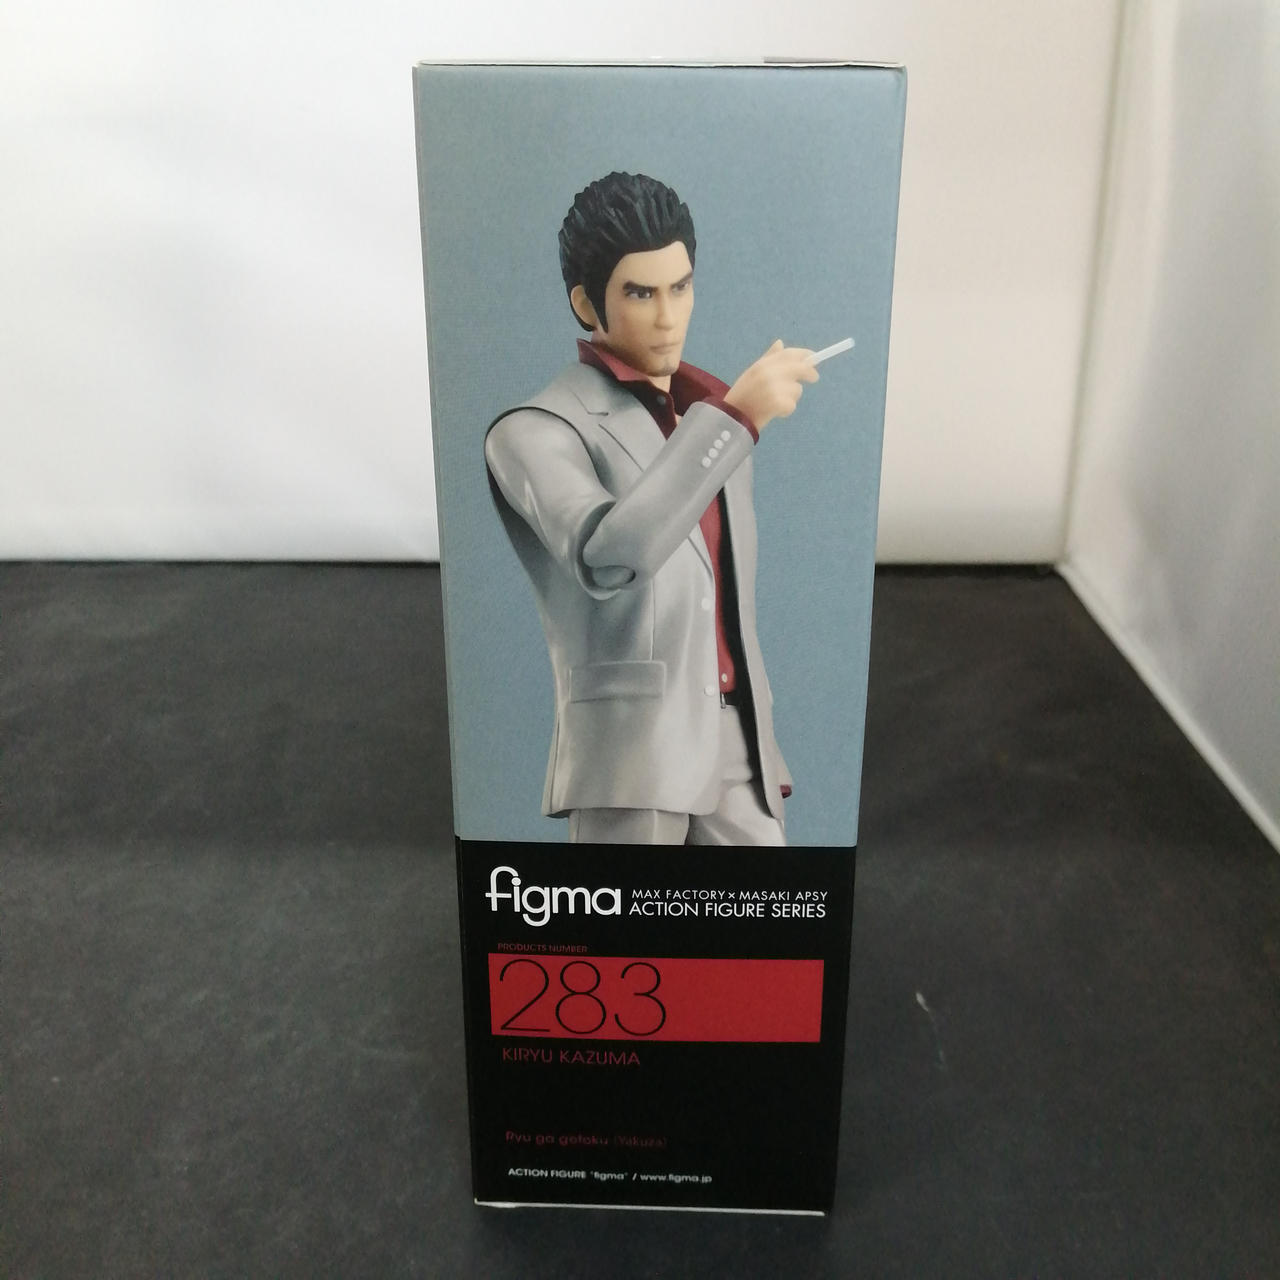 figma
MAX FACTORY × MASAKI APSY
ACTION FIGURE SERIES
PRODUCTS NUMBER
283
KIRYU KAZUMA
Ryu ga gotoku (Yakuza)
ACTION FIGURE "figma" / www.figma.jp